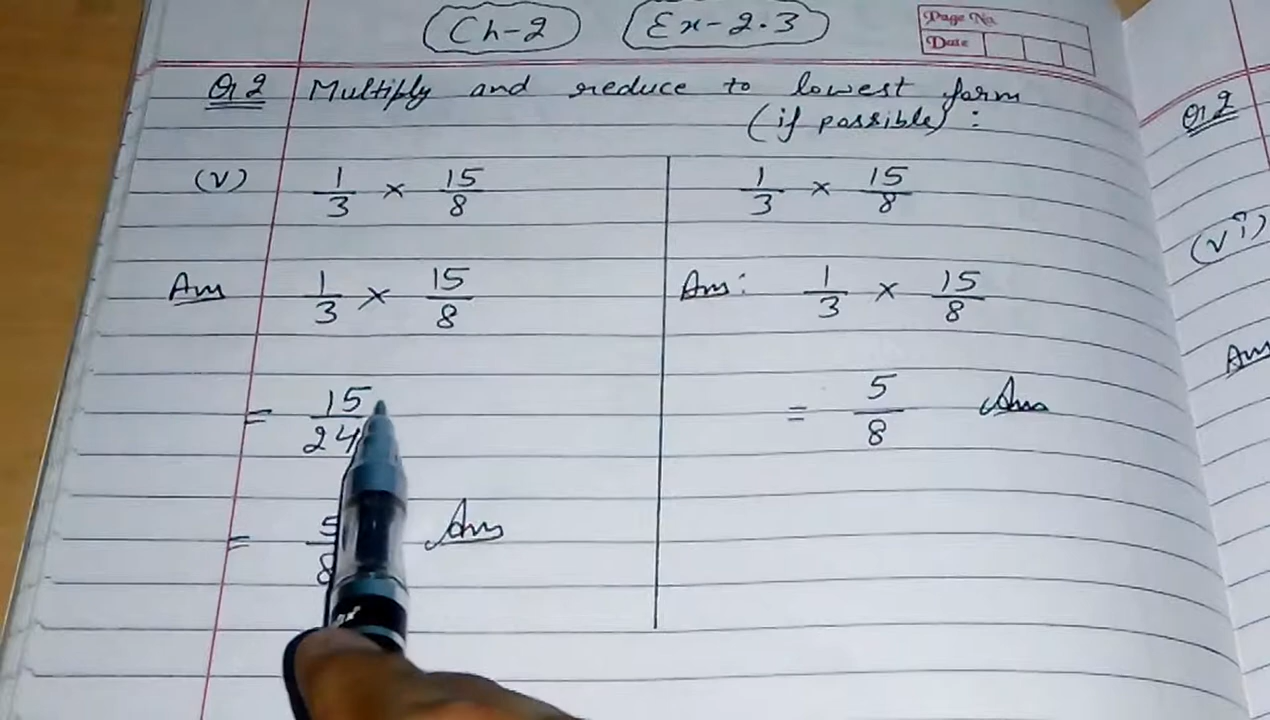 Ch-2 Ex-2.3
Page No.
Date
Q2 Multiply and reduce to lowest form
(if possible) :
(v) 1/3 × 15/8
Ans 1/3 × 15/8
= 15/24
= 5/8 Ans
1/3 × 15/8
Ans: 1/3 × 15/8
= 5/8 Ans
Q2
(vi)
Ans